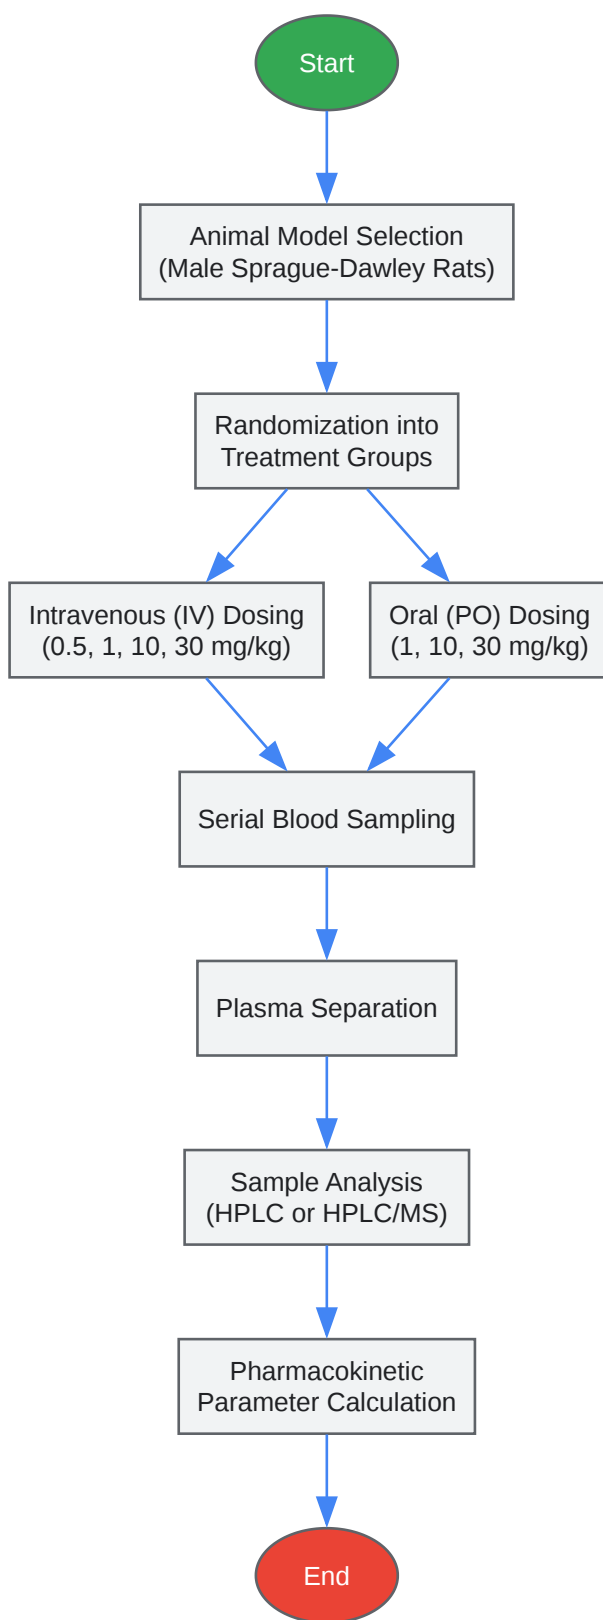 Start
Animal Model Selection
(Male Sprague-Dawley Rats)
Randomization into
Treatment Groups
Intravenous (IV) Dosing
(0.5, 1, 10, 30 mg/kg)
Oral (PO) Dosing
(1, 10, 30 mg/kg)
Serial Blood Sampling
Plasma Separation
Sample Analysis
(HPLC or HPLC/MS)
Pharmacokinetic
Parameter Calculation
End